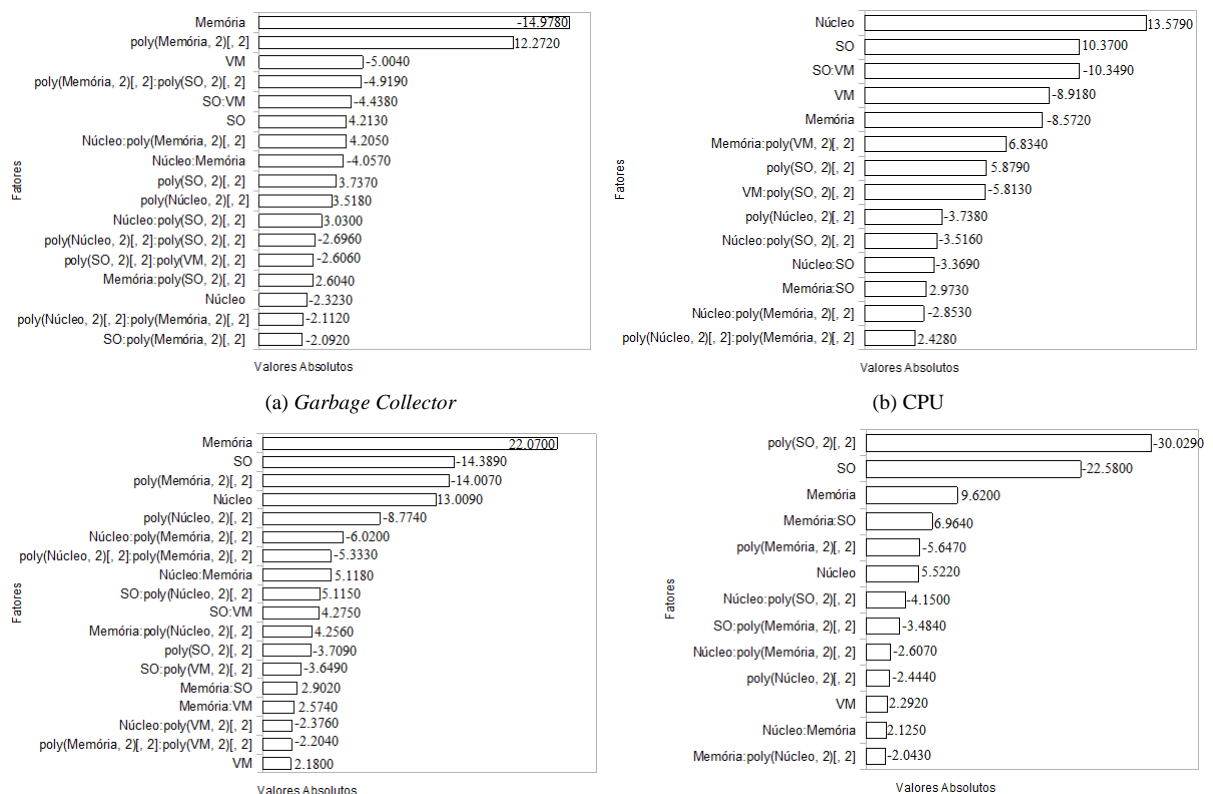 Memória -14.9780
poly(Memória, 2)[, 2] 12.2720
VM -5.0040
poly(Memória, 2)[, 2]:poly(SO, 2)[, 2] -4.9190
SO:VM -4.4380
SO 4.2130
Núcleo:poly(Memória, 2)[, 2] 4.2050
Núcleo:Memória -4.0570
poly(SO, 2)[, 2] 3.7370
poly(Núcleo, 2)[, 2] 3.5180
Núcleo:poly(SO, 2)[, 2] 3.0300
poly(Núcleo, 2)[, 2]:poly(SO, 2)[, 2] -2.6960
poly(SO, 2)[, 2]:poly(VM, 2)[, 2] -2.6060
Memória:poly(SO, 2)[, 2] 2.6040
Núcleo -2.3230
poly(Núcleo, 2)[, 2]:poly(Memória, 2)[, 2] -2.1120
SO:poly(Memória, 2)[, 2] -2.0920
Fatores
Valores Absolutos
(a) Garbage Collector
Núcleo 13.5790
SO 10.3700
SO:VM -10.3490
VM -8.9180
Memória -8.5720
Memória:poly(VM, 2)[, 2] 6.8340
poly(SO, 2)[, 2] 5.8790
VM:poly(SO, 2)[, 2] -5.8130
poly(Núcleo, 2)[, 2] -3.7380
Núcleo:poly(SO, 2)[, 2] -3.5160
Núcleo:SO -3.3690
Memória:SO 2.9730
Núcleo:poly(Memória, 2)[, 2] -2.8530
poly(Núcleo, 2)[, 2]:poly(Memória, 2)[, 2] 2.4280
Fatores
Valores Absolutos
(b) CPU
Memória 22.0700
SO -14.3890
poly(Memória, 2)[, 2] -14.0070
Núcleo 13.0090
poly(Núcleo, 2)[, 2] -8.7740
Núcleo:poly(Memória, 2)[, 2] -6.0200
poly(Núcleo, 2)[, 2]:poly(Memória, 2)[, 2] -5.3330
Núcleo:Memória 5.1180
SO:poly(Núcleo, 2)[, 2] 5.1150
SO:VM 4.2750
Memória:poly(Núcleo, 2)[, 2] 4.2560
poly(SO, 2)[, 2] -3.7090
SO:poly(VM, 2)[, 2] -3.6490
Memória:SO 2.9020
Memória:VM 2.5740
Núcleo:poly(VM, 2)[, 2] -2.3760
poly(Memória, 2)[, 2]:poly(VM, 2)[, 2] -2.2040
VM 2.1800
Fatores
Valores Absolutos
poly(SO, 2)[, 2] -30.0290
SO -22.5800
Memória 9.6200
Memória:SO 6.9640
poly(Memória, 2)[, 2] -5.6470
Núcleo 5.5220
Núcleo:poly(SO, 2)[, 2] -4.1500
SO:poly(Memória, 2)[, 2] -3.4840
Núcleo:poly(Memória, 2)[, 2] -2.6070
poly(Núcleo, 2)[, 2] -2.4440
VM 2.2920
Núcleo:Memória 2.1250
Memória:poly(Núcleo, 2)[, 2] -2.0430
Fatores
Valores Absolutos